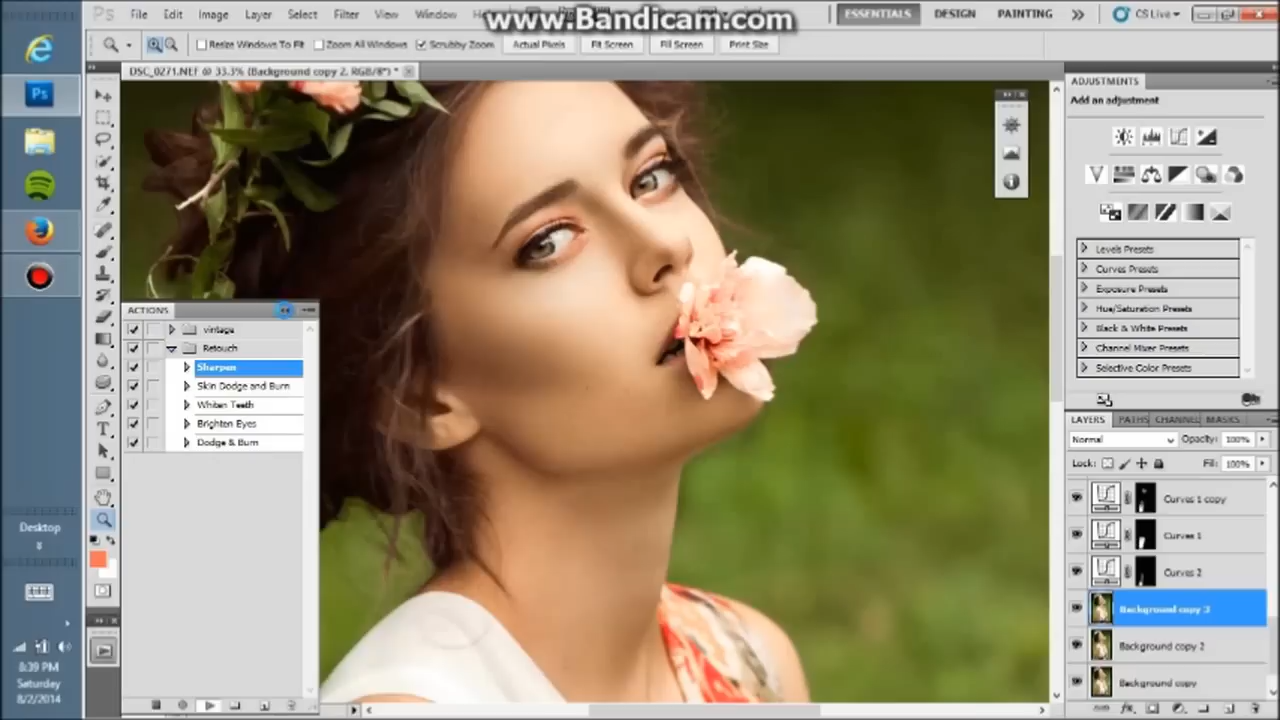 www.Bandicam.com
Ps File Edit Image Layer Select Filter View Window
ESSENTIALS DESIGN PAINTING CS Live
Resize Windows To Fit Zoom All Windows Scrubby Zoom Actual Pixels Fit Screen Fill Screen Print Size
DSC_0271.NEF @ 33.3% (Background copy 2, RGB/8*) *
ADJUSTMENTS
Add an adjustment
Levels Presets
Curves Presets
Exposure Presets
Hue/Saturation Presets
Black & White Presets
Channel Mixer Presets
Selective Color Presets
ACTIONS
vintage
Retouch
Sharpen
Skin Dodge and Burn
Whiten Teeth
Brighten Eyes
Dodge & Burn
LAYERS PATHS CHANNEL MASKS
Normal Opacity: 100%
Lock: Fill: 100%
Curves 1 copy
Curves 1
Curves 2
Background copy 3
Background copy 2
Background copy
Ps
Desktop
8:39 PM
Saturday
8/2/2014